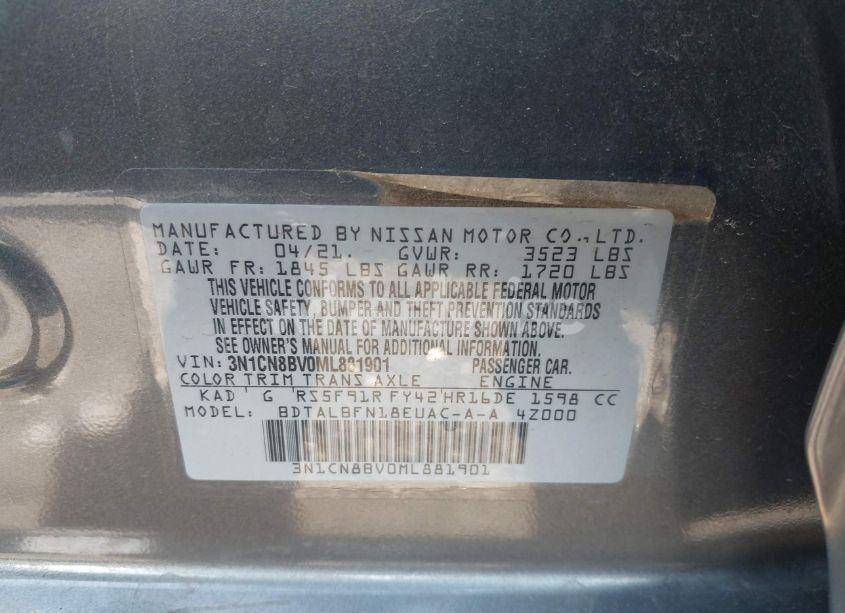 MANUFACTURED BY NISSAN MOTOR CO.,LTD.
DATE: 04/21. GVWR: 3523 LBS
GAWR FR: 1845 LBS GAWR RR: 1720 LBS
THIS VEHICLE CONFORMS TO ALL APPLICABLE FEDERAL MOTOR
VEHICLE SAFETY, BUMPER AND THEFT PREVENTION STANDARDS
IN EFFECT ON THE DATE OF MANUFACTURE SHOWN ABOVE.
SEE OWNER'S MANUAL FOR ADDITIONAL INFORMATION.
VIN: 3N1CN8BV0ML881901 PASSENGER CAR.
COLOR TRIM TRANS AXLE ENGINE
KAD G RS5F91R FY42 HR16DE 1598 CC
MODEL: BDTALBFN18EUAC-A-A 4Z000
3N1CN8BV0ML881901